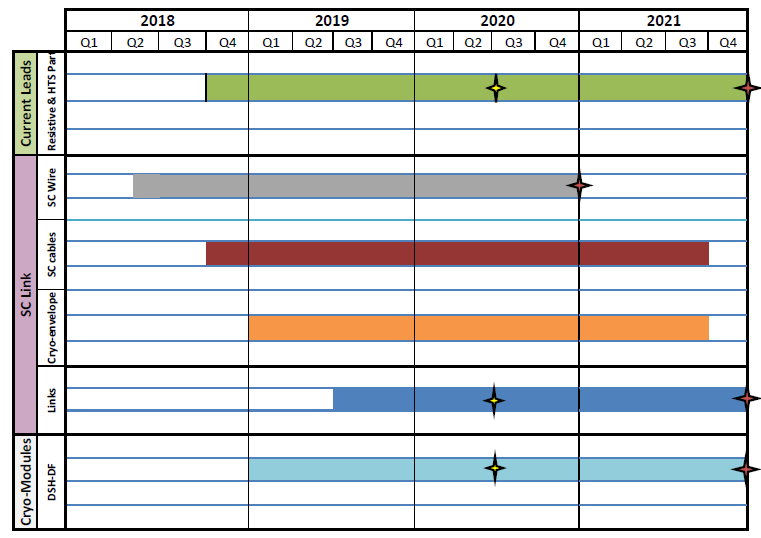 2018 2019 2020 2021
Q1 Q2 Q3 Q4 Q1 Q2 Q3 Q4 Q1 Q2 Q3 Q4 Q1 Q2 Q3 Q4
Current Leads
Resistive & HTS Part
SC Link
SC Wire
SC cables
Cryo-envelope
Links
Cryo-Modules
DSH-DF